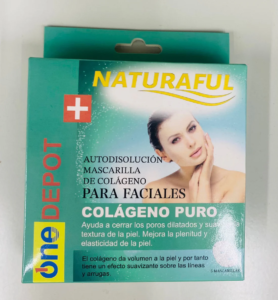 NATURAFUL
one DEPOT
AUTODISOLUCIÓN
MASCARILLA
DE COLÁGENO
PARA FACIALES
COLÁGENO PURO
Ayuda a cerrar los poros dilatados y sua
textura de la piel. Mejora la plenitud y
elasticidad de la piel.
El colágeno da volumen a la piel y por tanto
tiene un efecto suavizante sobre las líneas
y arrugas.